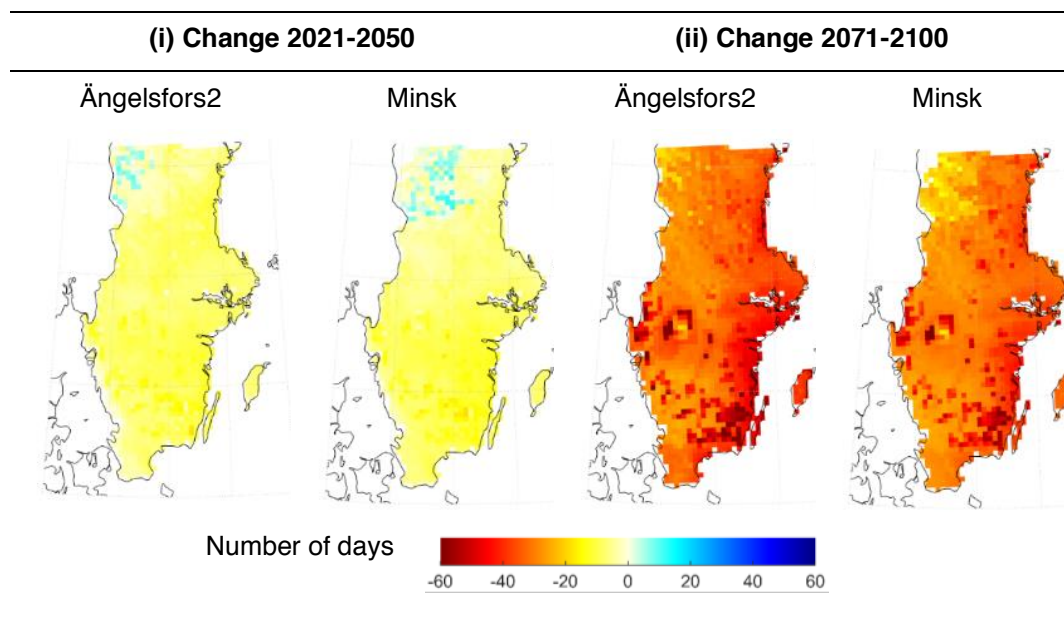 (i) Change 2021-2050 (ii) Change 2071-2100
Ängelsfors2 Minsk Ängelsfors2 Minsk
Number of days
-60 -40 -20 0 20 40 60